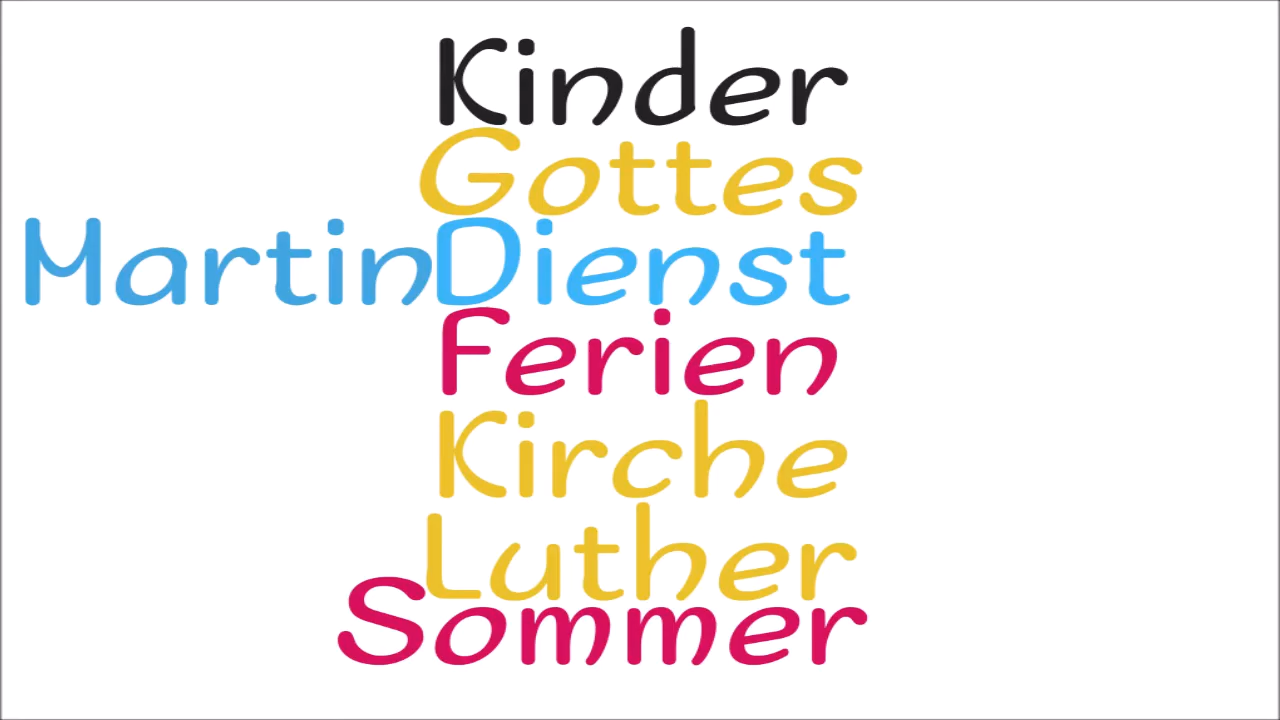 Kinder
Gottes
MartinDienst
Ferien
Kirche
Luther
Sommer